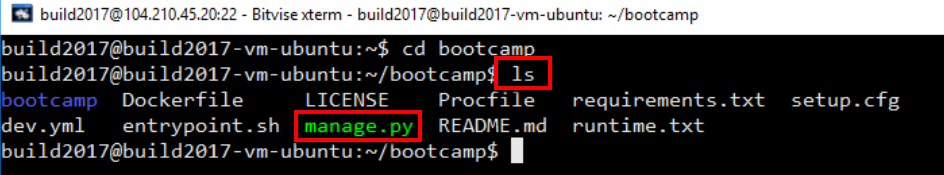 build2017@104.210.45.20:22 - Bitvise xterm - build2017@build2017-vm-ubuntu: ~/bootcamp
build2017@build2017-vm-ubuntu:~$ cd bootcamp
build2017@build2017-vm-ubuntu:~/bootcamp$ ls
bootcamp Dockerfile LICENSE Procfile requirements.txt setup.cfg
dev.yml entrypoint.sh manage.py README.md runtime.txt
build2017@build2017-vm-ubuntu:~/bootcamp$